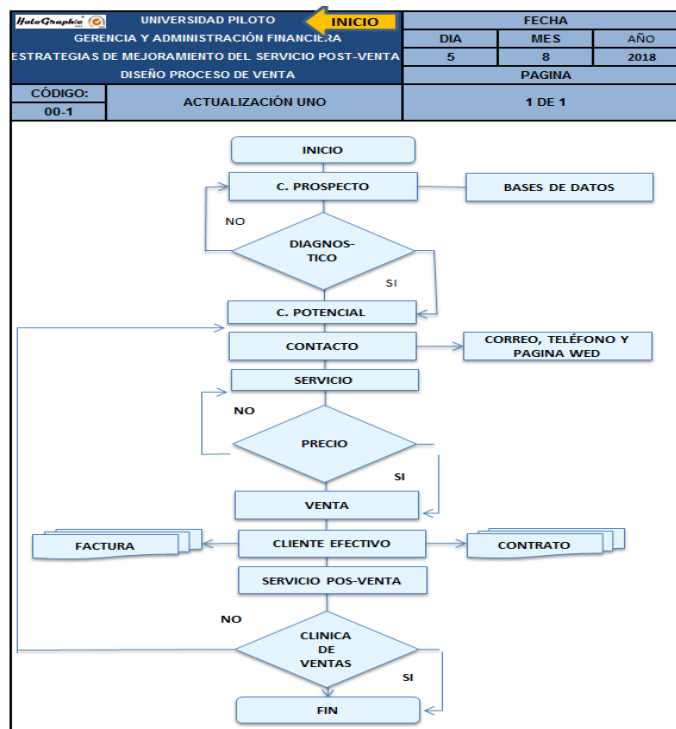 HoloGraphic
UNIVERSIDAD PILOTO
INICIO
FECHA
GERENCIA Y ADMINISTRACIÓN FINANCIERA
DIA
MES
AÑO
ESTRATEGIAS DE MEJORAMIENTO DEL SERVICIO POST-VENTA
5
8
2018
DISEÑO PROCESO DE VENTA
PAGINA
CÓDIGO:
00-1
ACTUALIZACIÓN UNO
1 DE 1
INICIO
C. PROSPECTO
BASES DE DATOS
NO
DIAGNOS-
TICO
SI
C. POTENCIAL
CONTACTO
CORREO, TELÉFONO Y
PAGINA WED
SERVICIO
NO
PRECIO
SI
VENTA
FACTURA
CLIENTE EFECTIVO
CONTRATO
SERVICIO POS-VENTA
NO
CLINICA
DE
VENTAS
SI
FIN